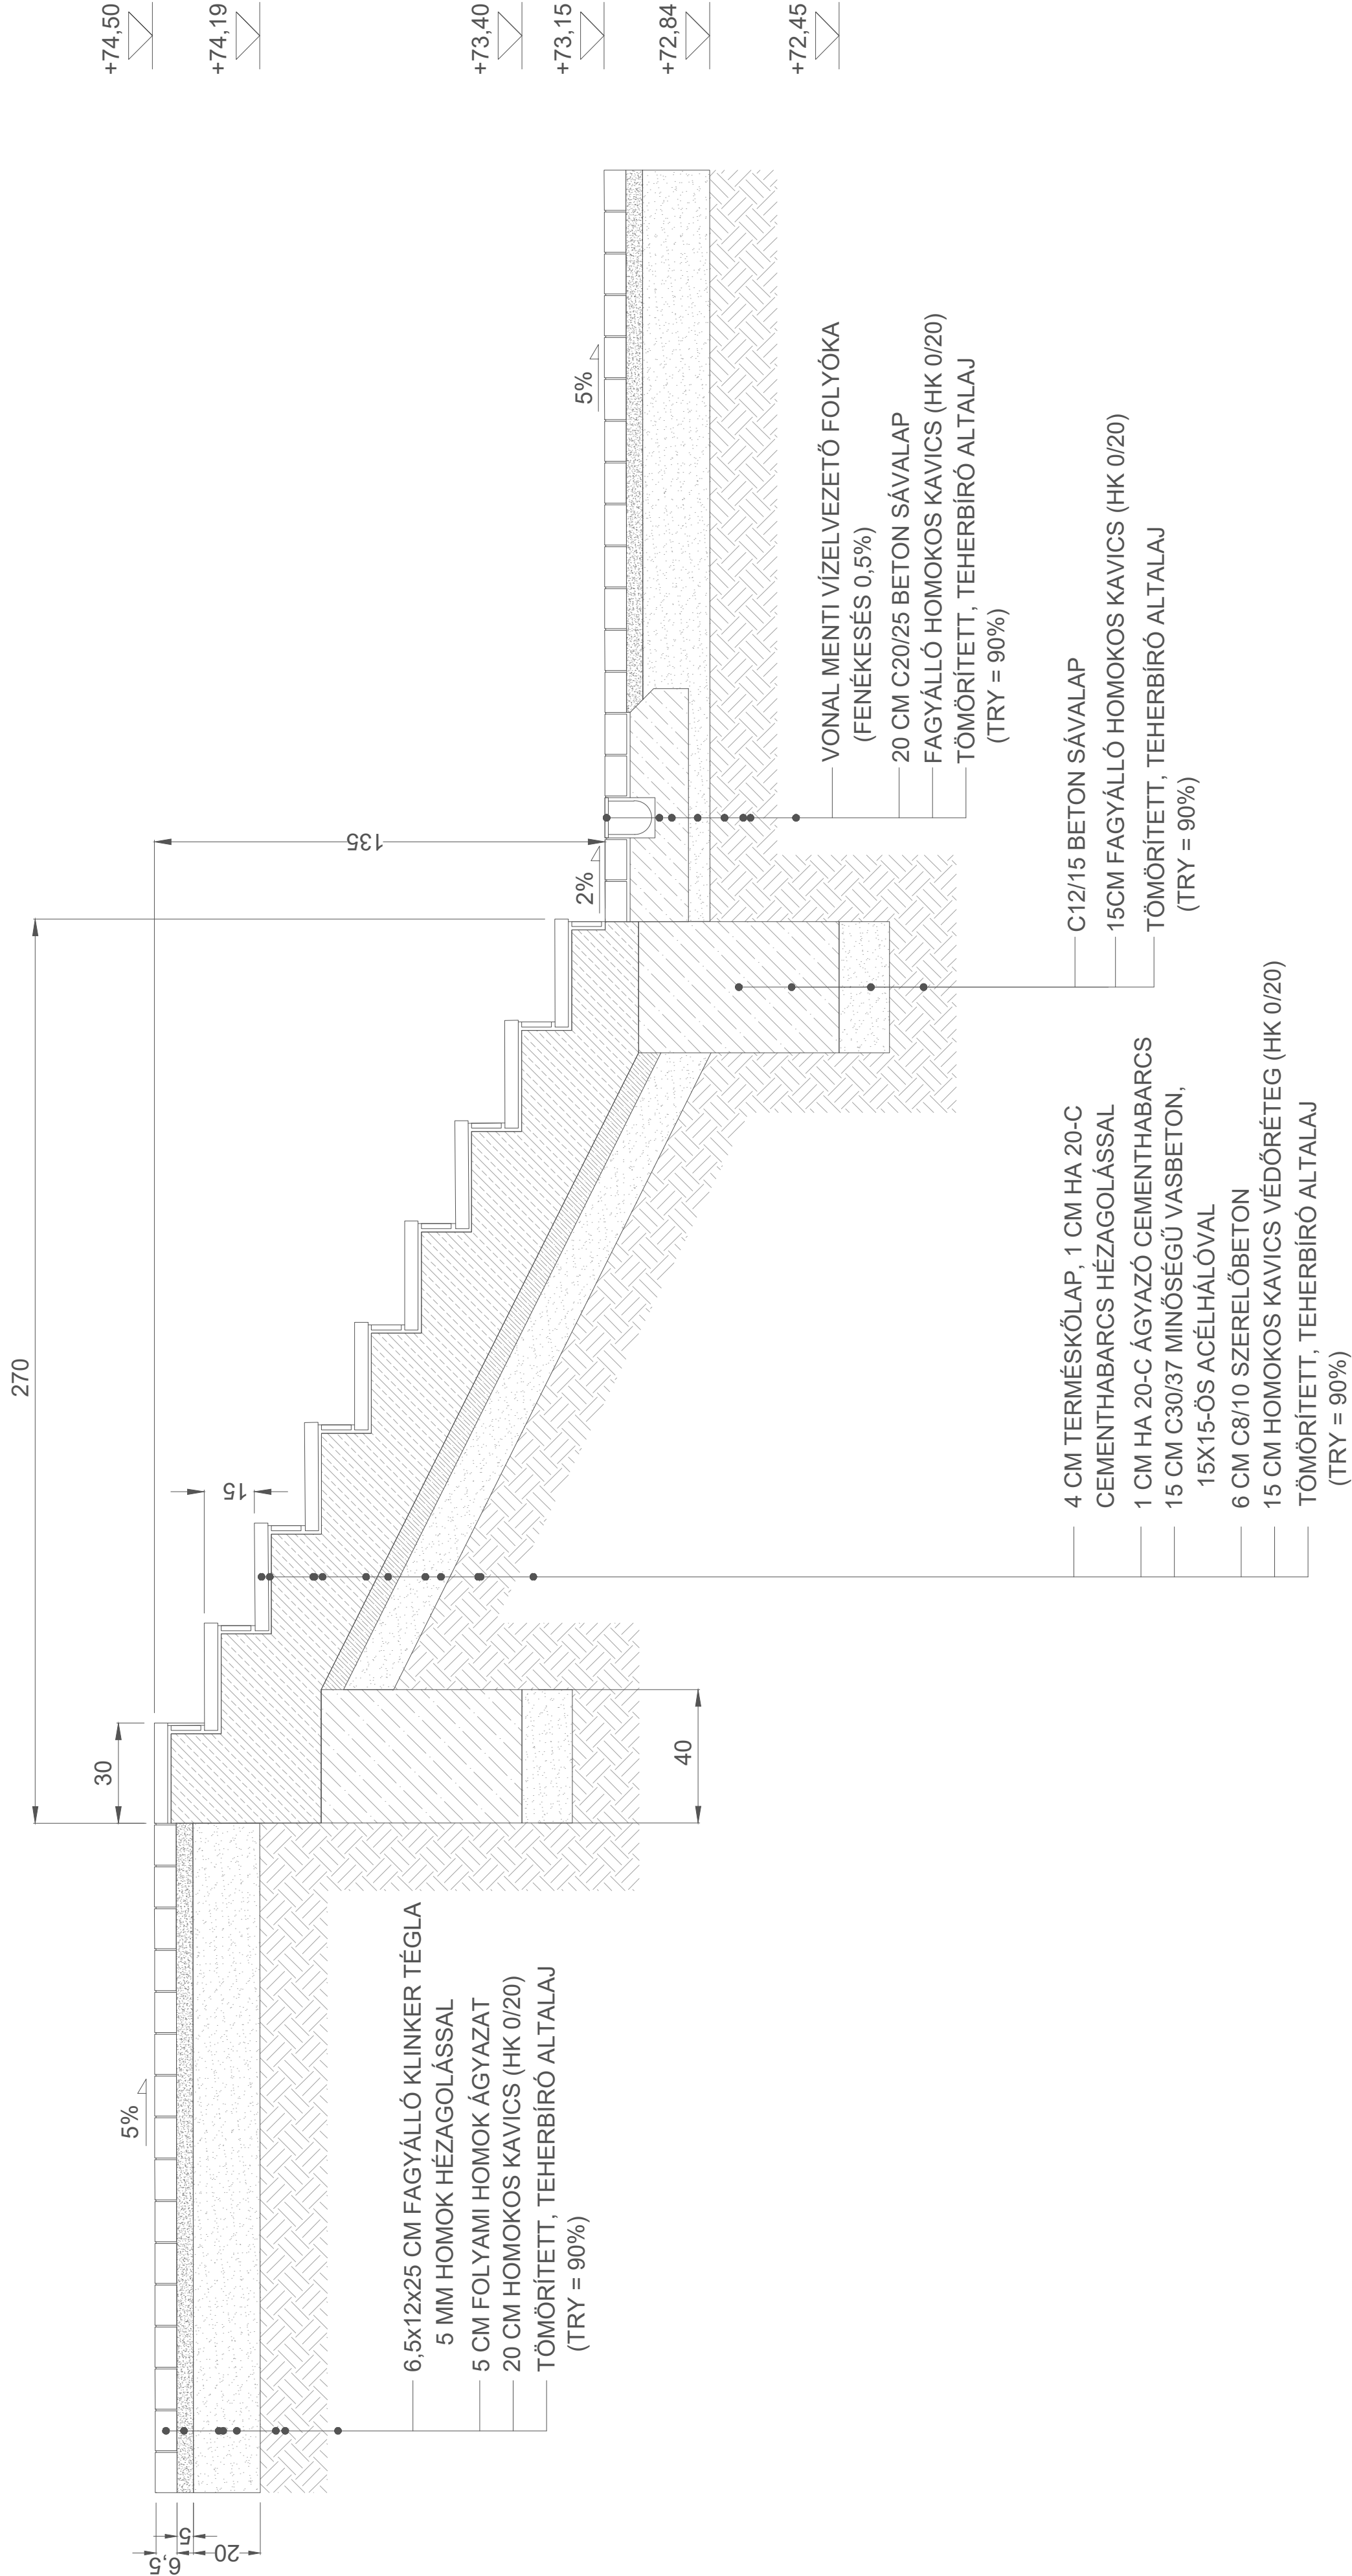 +74,50
+74,19
+73,40
+73,15
+72,84
+72,45
270
135
30
15
40
5%
2%
5%
6,5
5
20
6,5x12x25 CM FAGYÁLLÓ KLINKER TÉGLA
5 MM HOMOK HÉZAGOLÁSSAL
5 CM FOLYAMI HOMOK ÁGYAZAT
20 CM HOMOKOS KAVICS (HK 0/20)
TÖMÖRÍTETT, TEHERBÍRÓ ALTALAJ
(TRY = 90%)
4 CM TERMÉSKŐLAP, 1 CM HA 20-C
CEMENTHABARCS HÉZAGOLÁSSAL
1 CM HA 20-C ÁGYAZÓ CEMENTHABARCS
15 CM C30/37 MINŐSÉGŰ VASBETON,
15X15-ÖS ACÉLHÁLÓVAL
6 CM C8/10 SZERELŐBETON
15 CM HOMOKOS KAVICS VÉDŐRÉTEG (HK 0/20)
TÖMÖRÍTETT, TEHERBÍRÓ ALTALAJ
(TRY = 90%)
C12/15 BETON SÁVALAP
15CM FAGYÁLLÓ HOMOKOS KAVICS (HK 0/20)
TÖMÖRÍTETT, TEHERBÍRÓ ALTALAJ
(TRY = 90%)
VONAL MENTI VÍZELVEZETŐ FOLYÓKA
(FENÉKESÉS 0,5%)
20 CM C20/25 BETON SÁVALAP
FAGYÁLLÓ HOMOKOS KAVICS (HK 0/20)
TÖMÖRÍTETT, TEHERBÍRÓ ALTALAJ
(TRY = 90%)